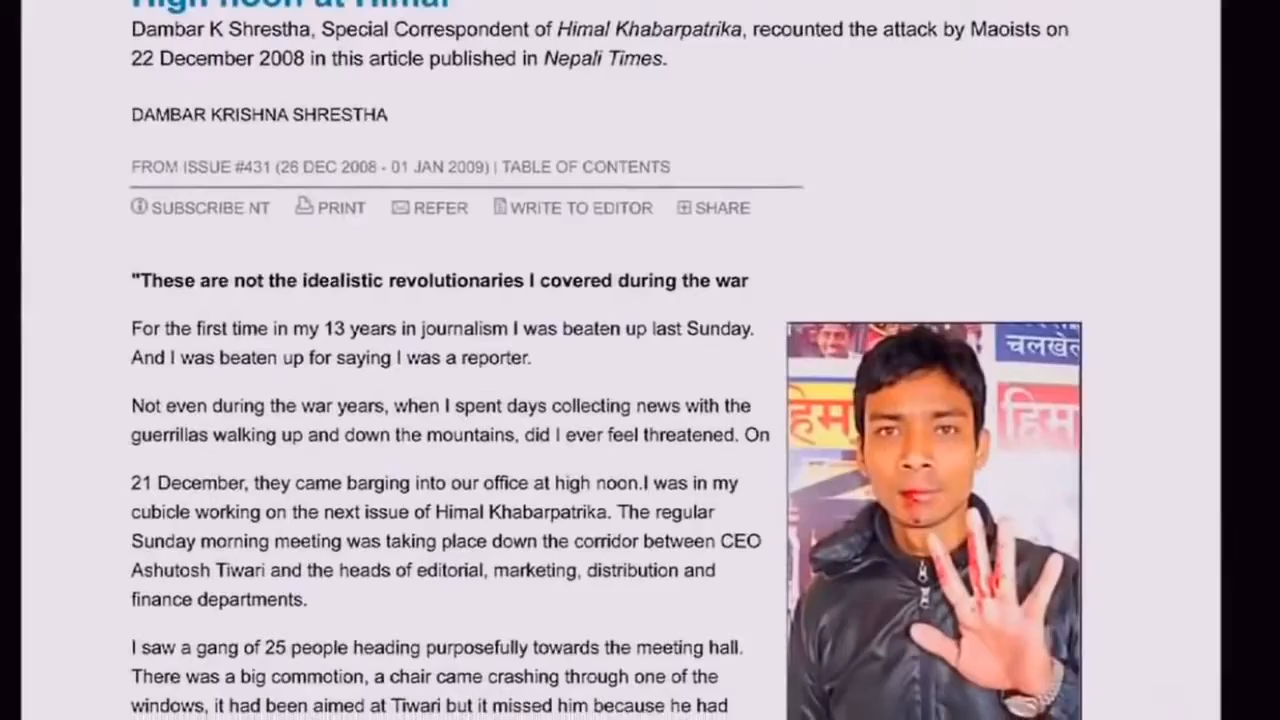 High noon at Himal
Dambar K Shrestha, Special Correspondent of Himal Khabarpatrika, recounted the attack by Maoists on
22 December 2008 in this article published in Nepali Times.
DAMBAR KRISHNA SHRESTHA
FROM ISSUE #431 (26 DEC 2008 - 01 JAN 2009) | TABLE OF CONTENTS
SUBSCRIBE NT PRINT REFER WRITE TO EDITOR SHARE
"These are not the idealistic revolutionaries I covered during the war
For the first time in my 13 years in journalism I was beaten up last Sunday.
And I was beaten up for saying I was a reporter.
Not even during the war years, when I spent days collecting news with the
guerrillas walking up and down the mountains, did I ever feel threatened. On
21 December, they came barging into our office at high noon.I was in my
cubicle working on the next issue of Himal Khabarpatrika. The regular
Sunday morning meeting was taking place down the corridor between CEO
Ashutosh Tiwari and the heads of editorial, marketing, distribution and
finance departments.
I saw a gang of 25 people heading purposefully towards the meeting hall.
There was a big commotion, a chair came crashing through one of the
windows, it had been aimed at Tiwari but it missed him because he had
चलखेल
हिम
हिम